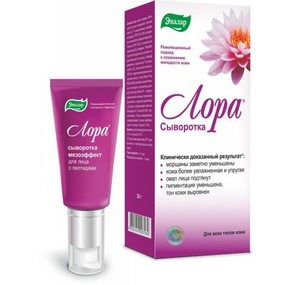 Эвалар
Революционный
подход
к сохранению
молодости кожи
Лора®
Сыворотка
Клинически доказанный результат*:
морщины заметно уменьшены
кожа более увлажненная и упругая
овал лица подтянут
пигментация уменьшена,
тон кожи выровнен
30 г
Для всех типов кожи
Эвалар
Лора®
сыворотка
мезоэффект
для лица
с пептидами